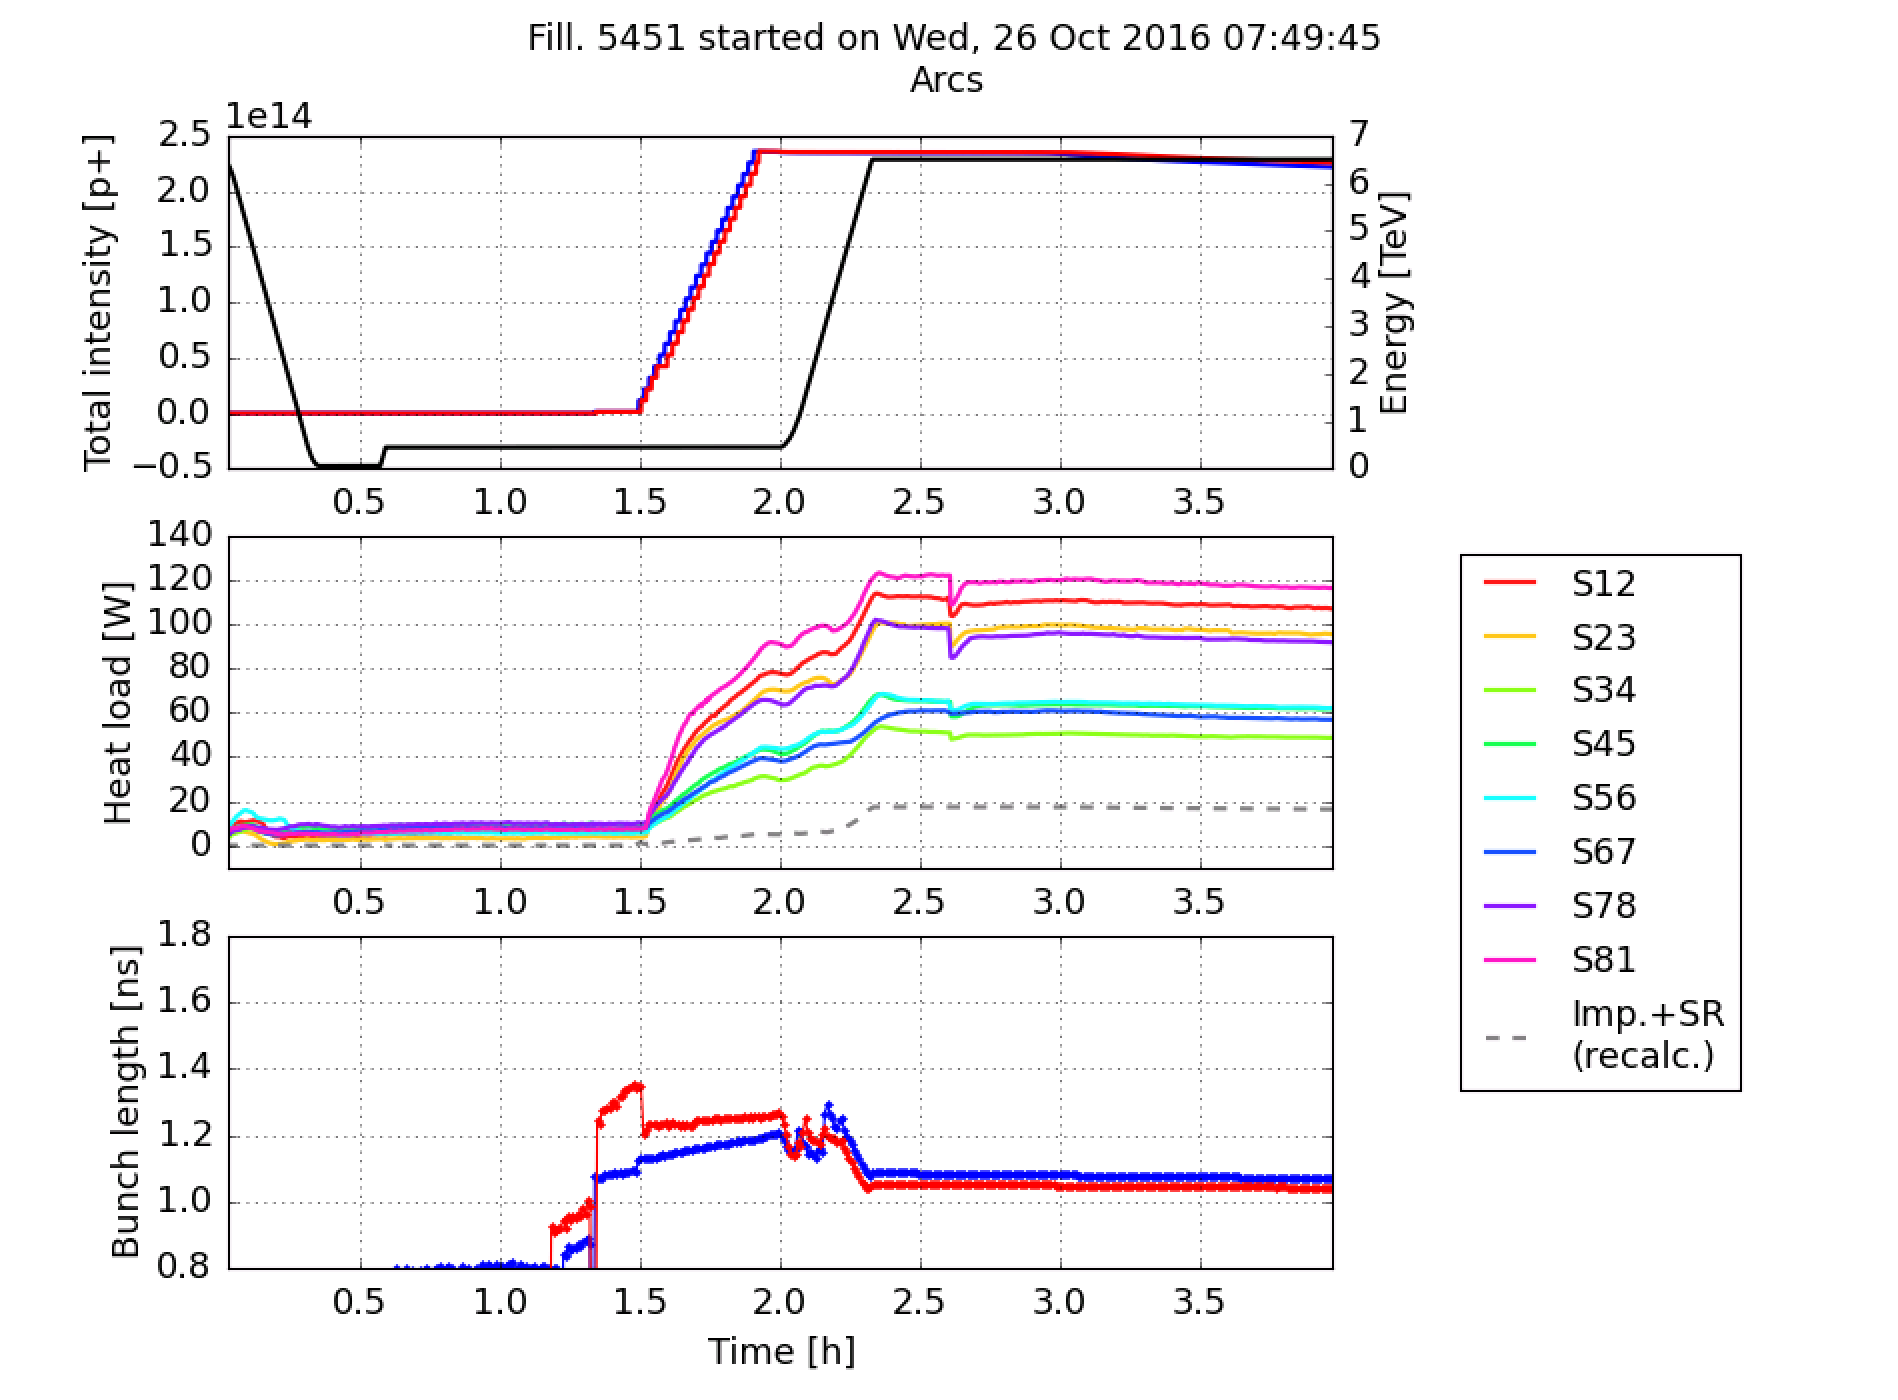 Fill. 5451 started on Wed, 26 Oct 2016 07:49:45
Arcs
1e14
Total intensity [p+]
2.5
2.0
1.5
1.0
0.5
0.0
−0.5
7
6
5
4
3
2
1
0
Energy [TeV]
0.5 1.0 1.5 2.0 2.5 3.0 3.5
Heat load [W]
140
120
100
80
60
40
20
0
0.5 1.0 1.5 2.0 2.5 3.0 3.5
S12
S23
S34
S45
S56
S67
S78
S81
Imp.+SR
(recalc.)
Bunch length [ns]
1.8
1.6
1.4
1.2
1.0
0.8
0.5 1.0 1.5 2.0 2.5 3.0 3.5
Time [h]